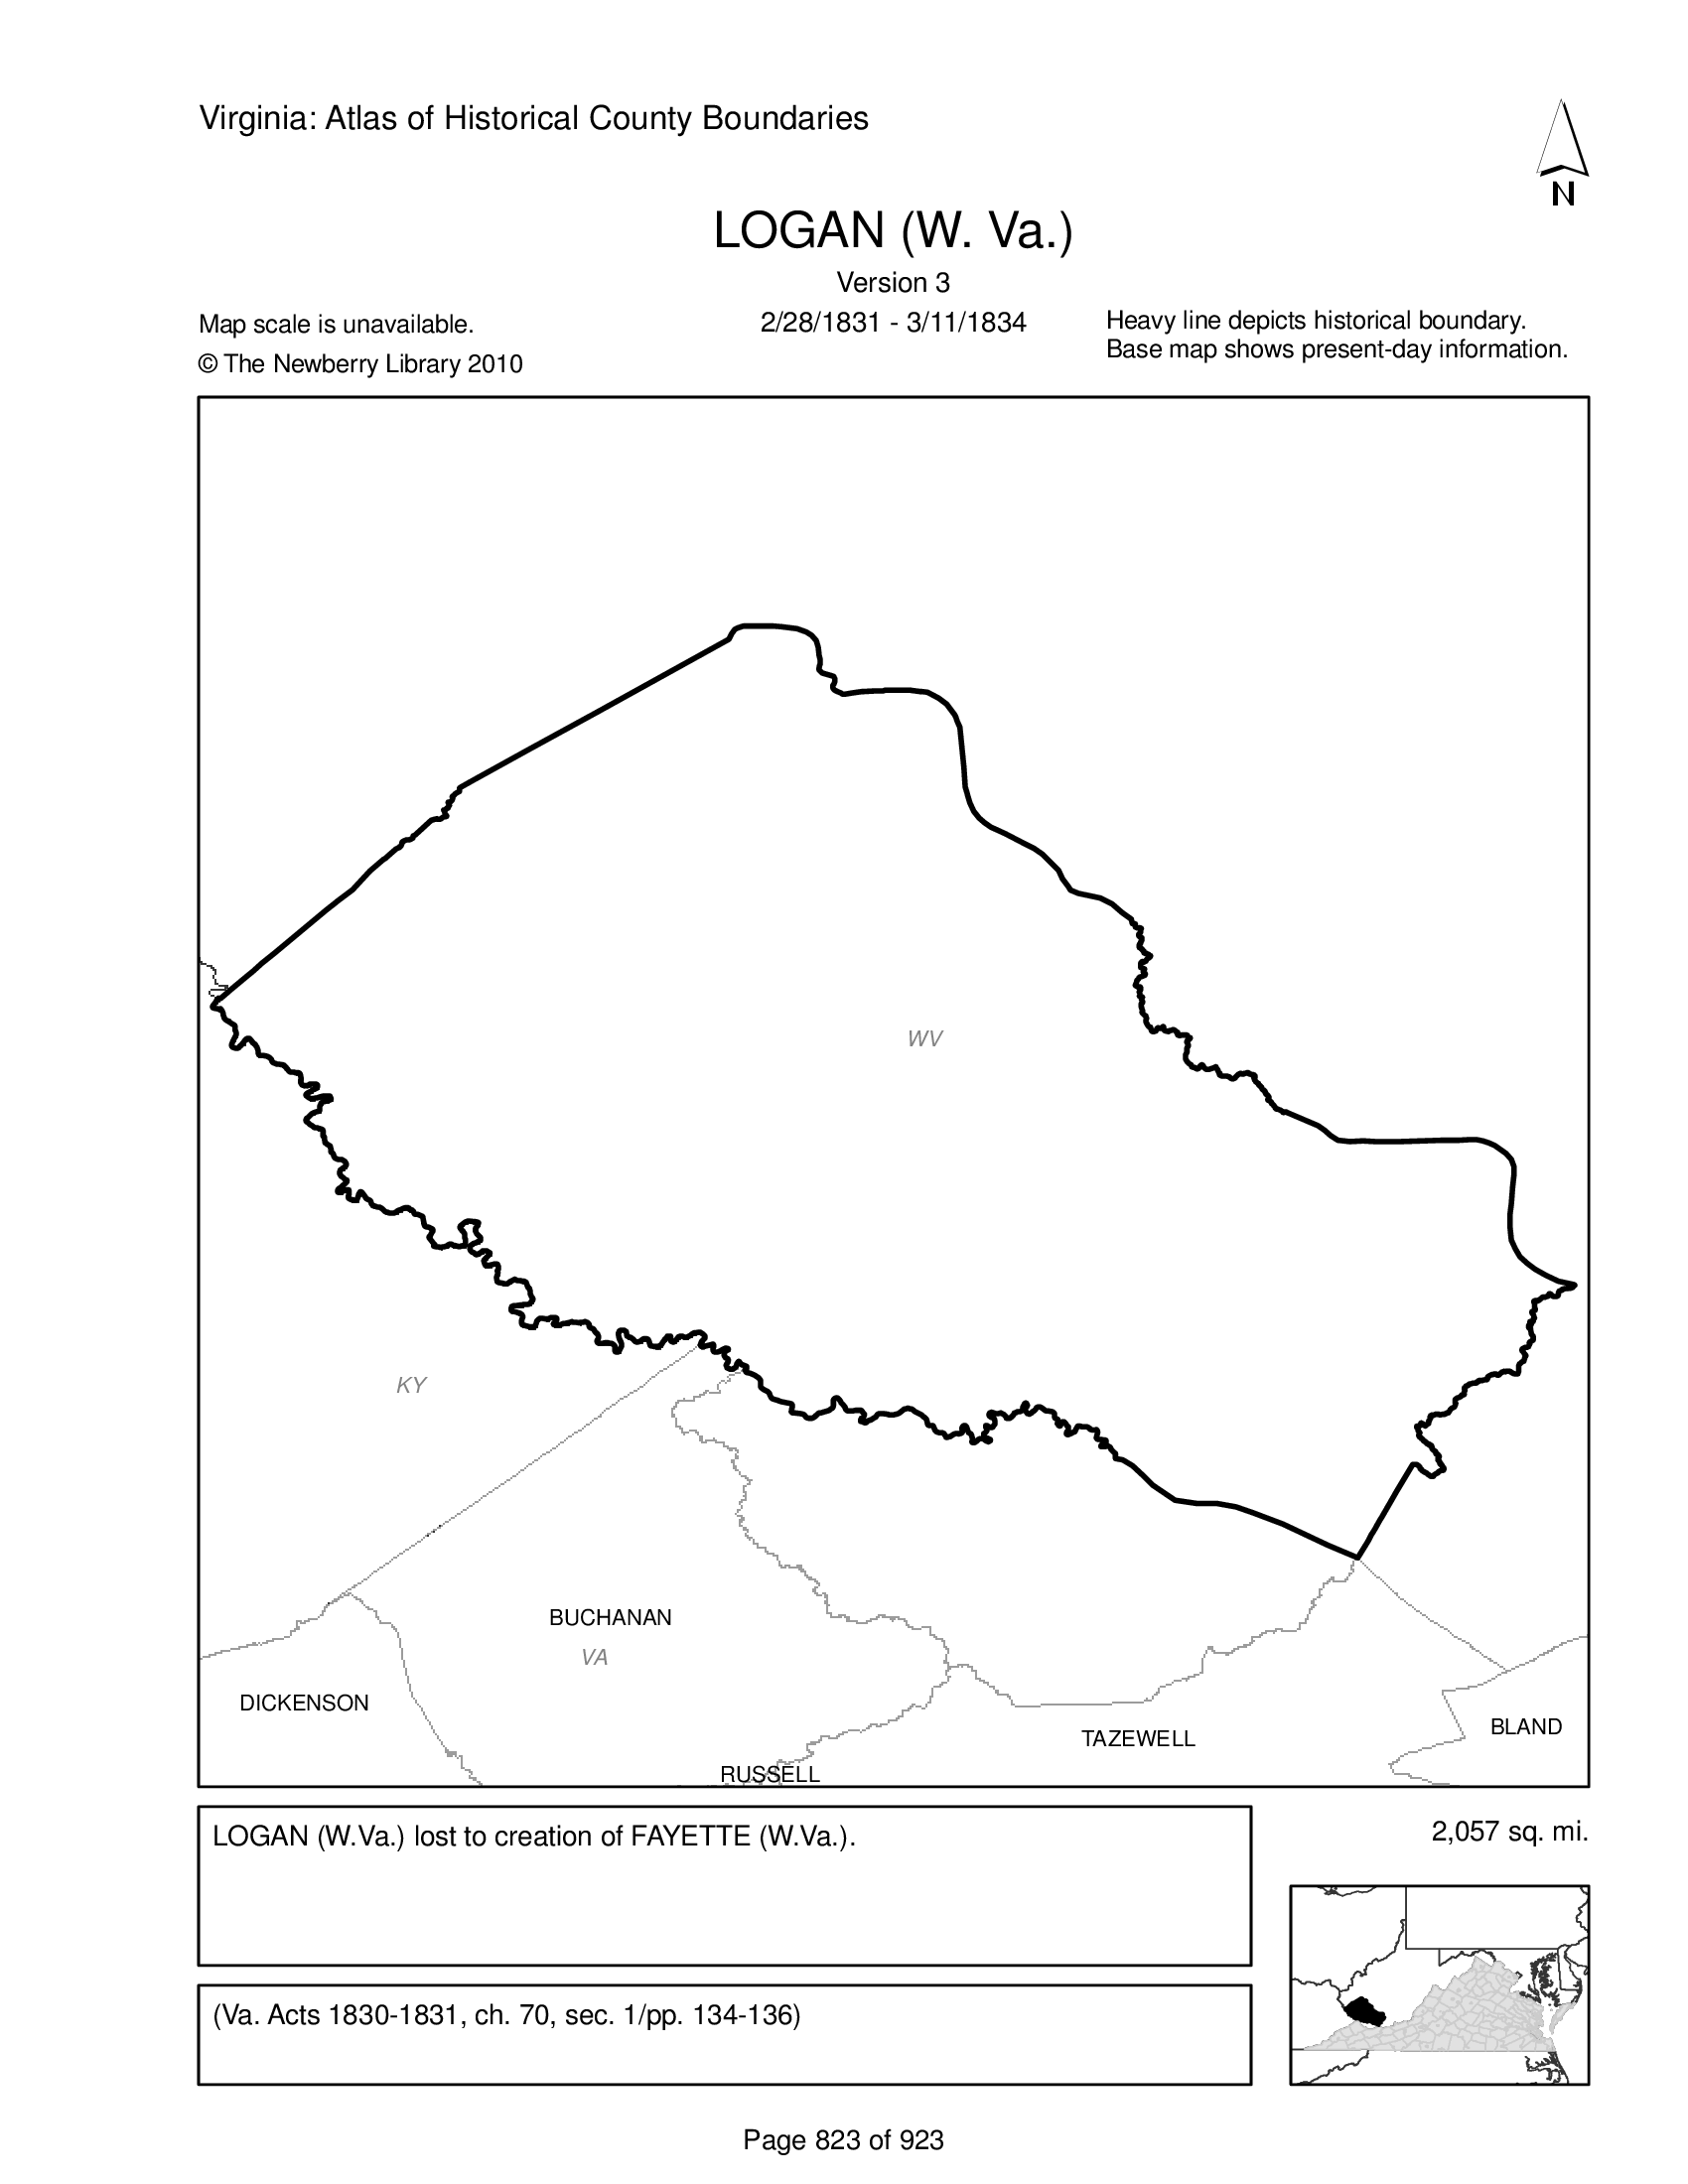 Virginia: Atlas of Historical County Boundaries
N
LOGAN (W. Va.)
Version 3
2/28/1831 - 3/11/1834
Map scale is unavailable.
© The Newberry Library 2010
Heavy line depicts historical boundary.
Base map shows present-day information.
WV
KY
BUCHANAN
VA
DICKENSON
TAZEWELL
BLAND
RUSSELL
LOGAN (W.Va.) lost to creation of FAYETTE (W.Va.).
2,057 sq. mi.
(Va. Acts 1830-1831, ch. 70, sec. 1/pp. 134-136)
Page 823 of 923